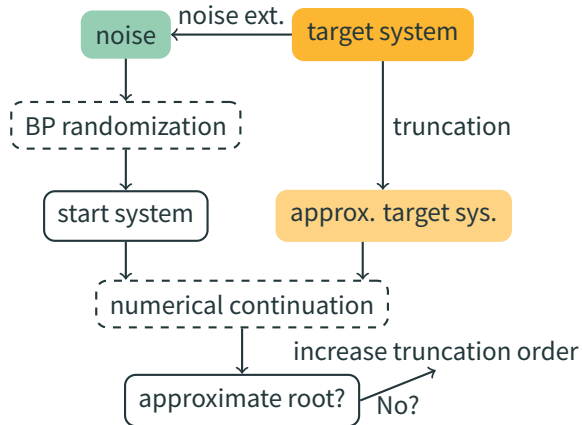 noise ext.
noise
target system
BP randomization
truncation
start system
approx. target sys.
numerical continuation
increase truncation order
approximate root?
No?